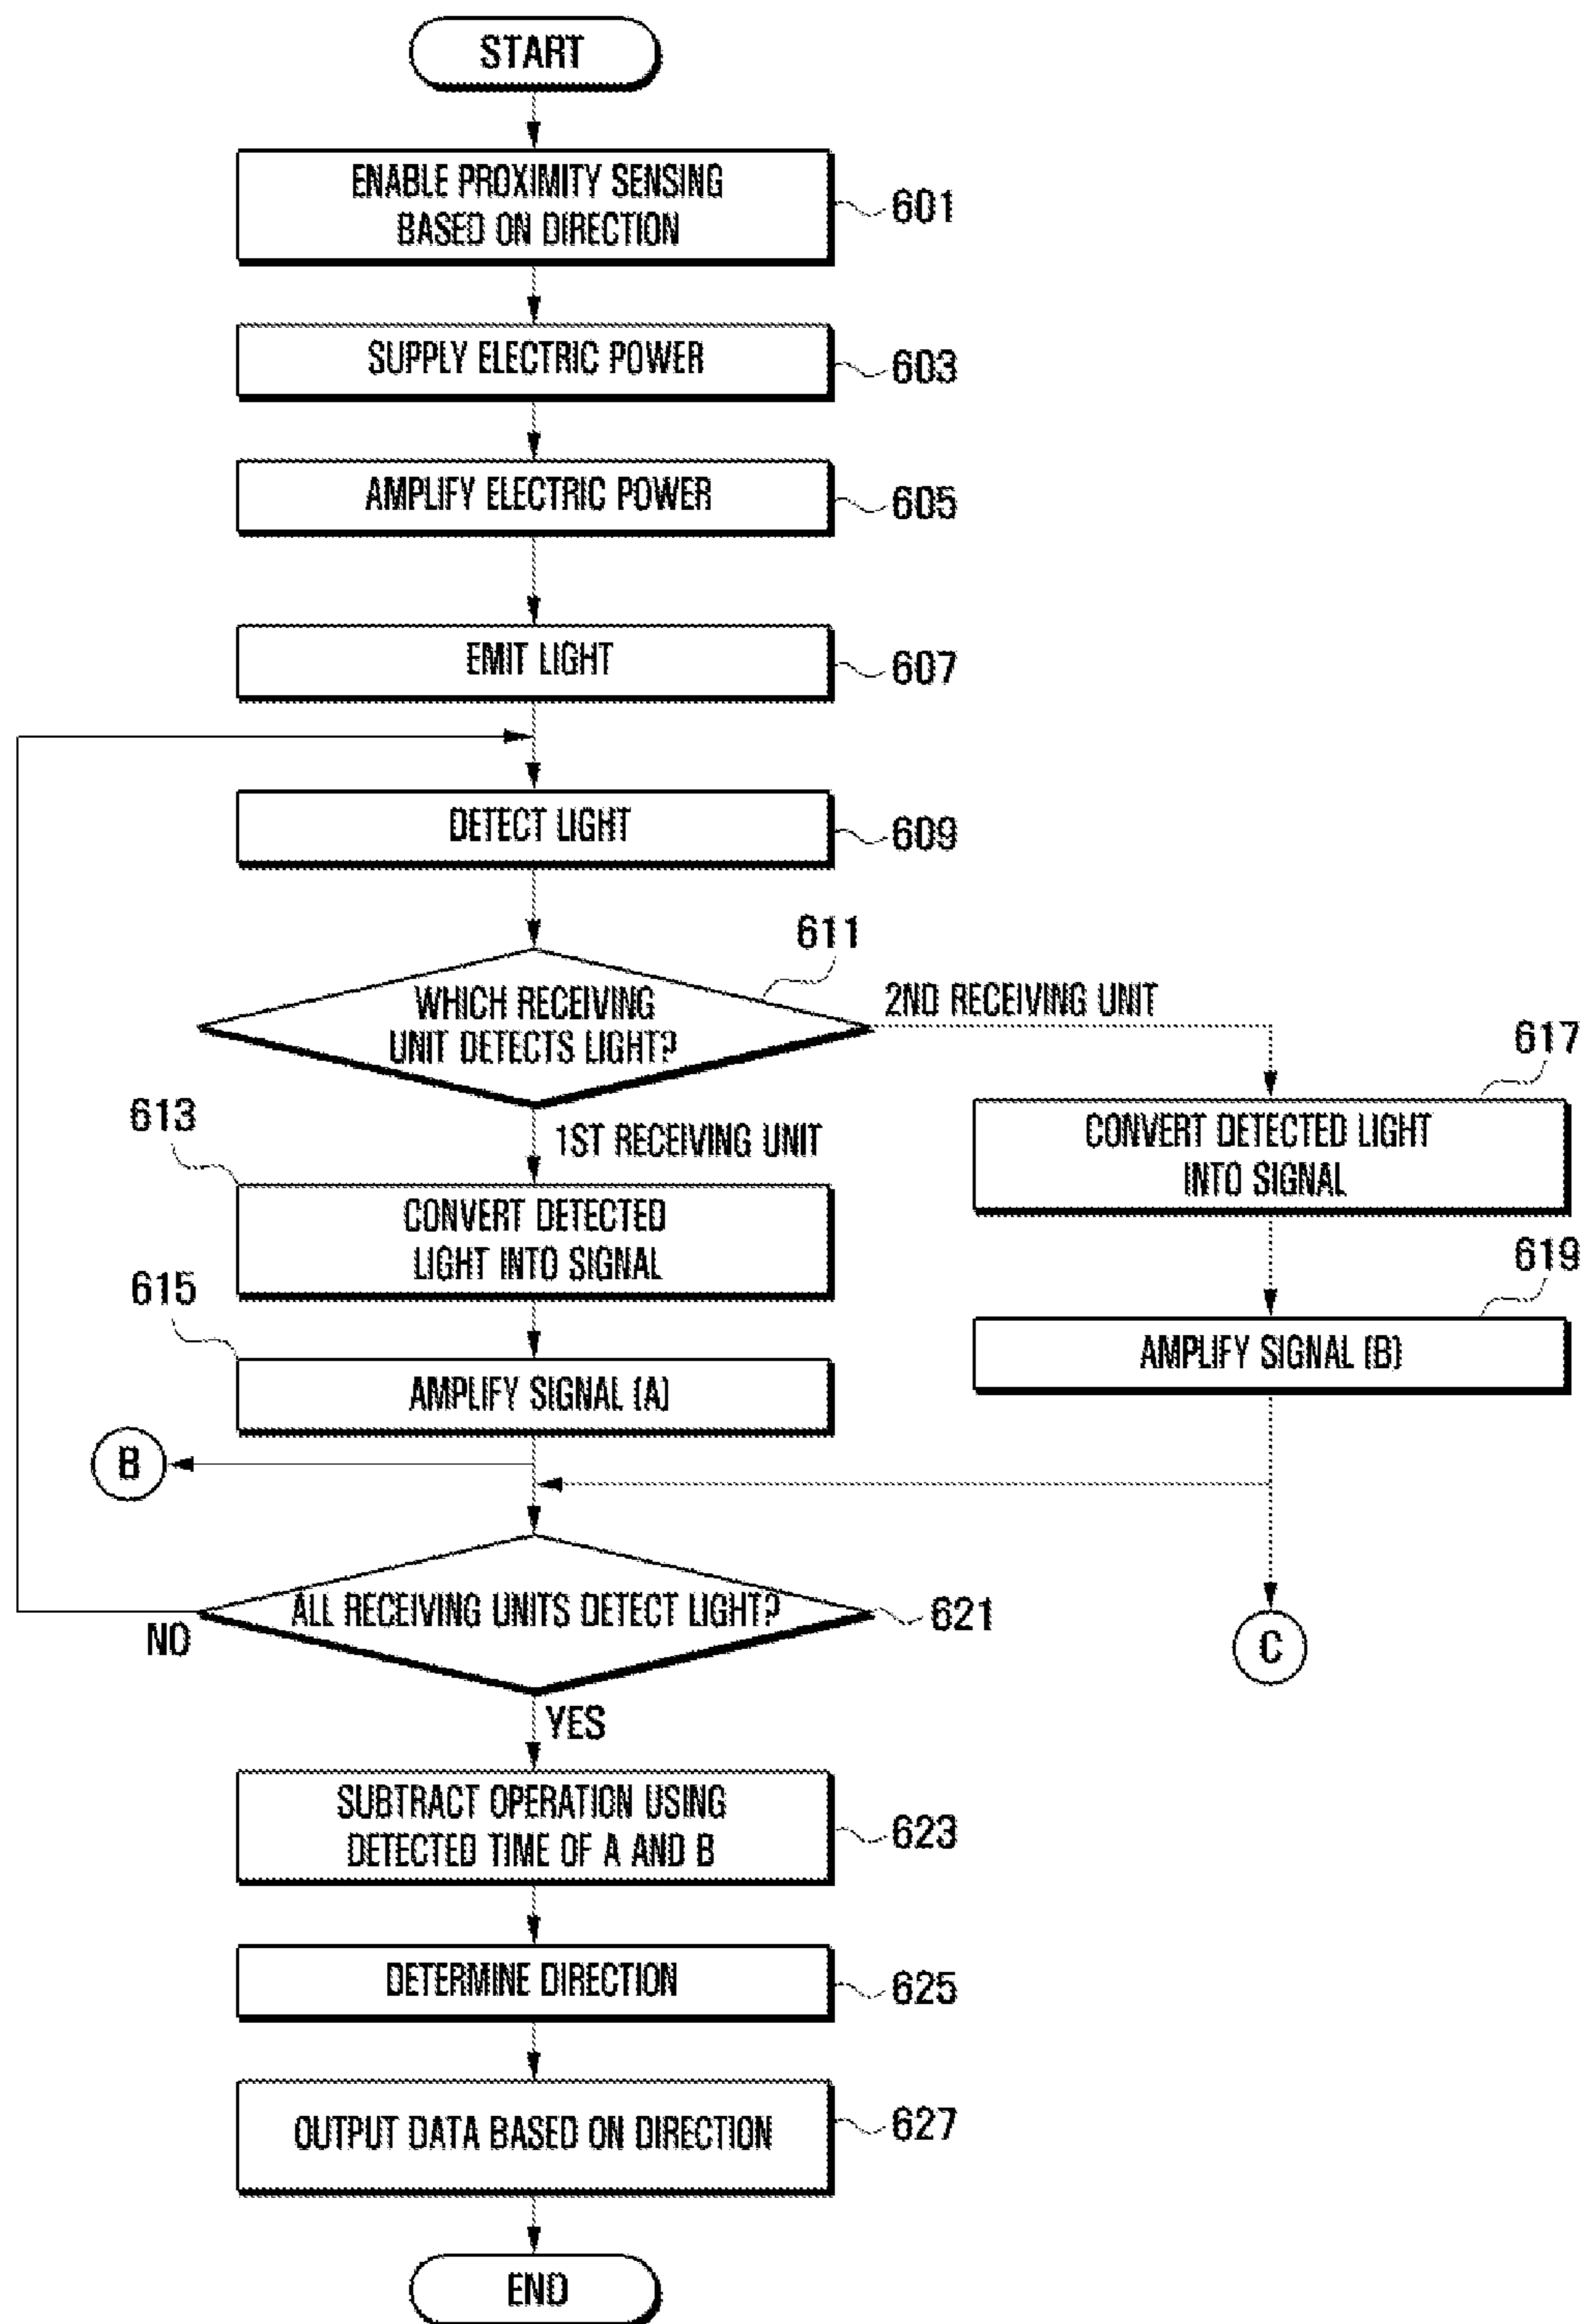 START
ENABLE PROXIMITY SENSING
BASED ON DIRECTION
601
SUPPLY ELECTRIC POWER
603
AMPLIFY ELECTRIC POWER
605
EMIT LIGHT
607
DETECT LIGHT
609
611
WHICH RECEIVING
UNIT DETECTS LIGHT?
2ND RECEIVING UNIT
1ST RECEIVING UNIT
613
CONVERT DETECTED
LIGHT INTO SIGNAL
617
CONVERT DETECTED LIGHT
INTO SIGNAL
615
AMPLIFY SIGNAL (A)
619
AMPLIFY SIGNAL (B)
B
C
ALL RECEIVING UNITS DETECT LIGHT?
621
NO
YES
SUBTRACT OPERATION USING
DETECTED TIME OF A AND B
623
DETERMINE DIRECTION
625
OUTPUT DATA BASED ON DIRECTION
627
END